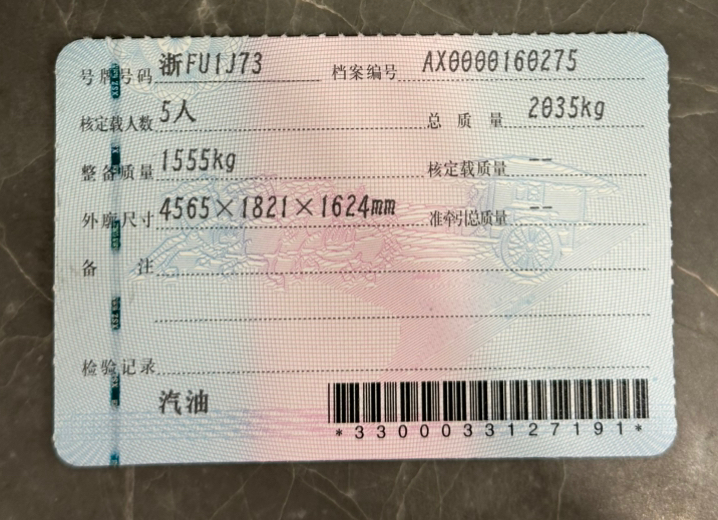 号牌号码 浙FU1J73 档案编号 AX0000160275
核定载人数 5人 总质量 2035kg
整备质量 1555kg 核定载质量 --
外廓尺寸 4565×1821×1624mm 准牵引总质量 --
备注
检验记录
汽油
*3300033127191*